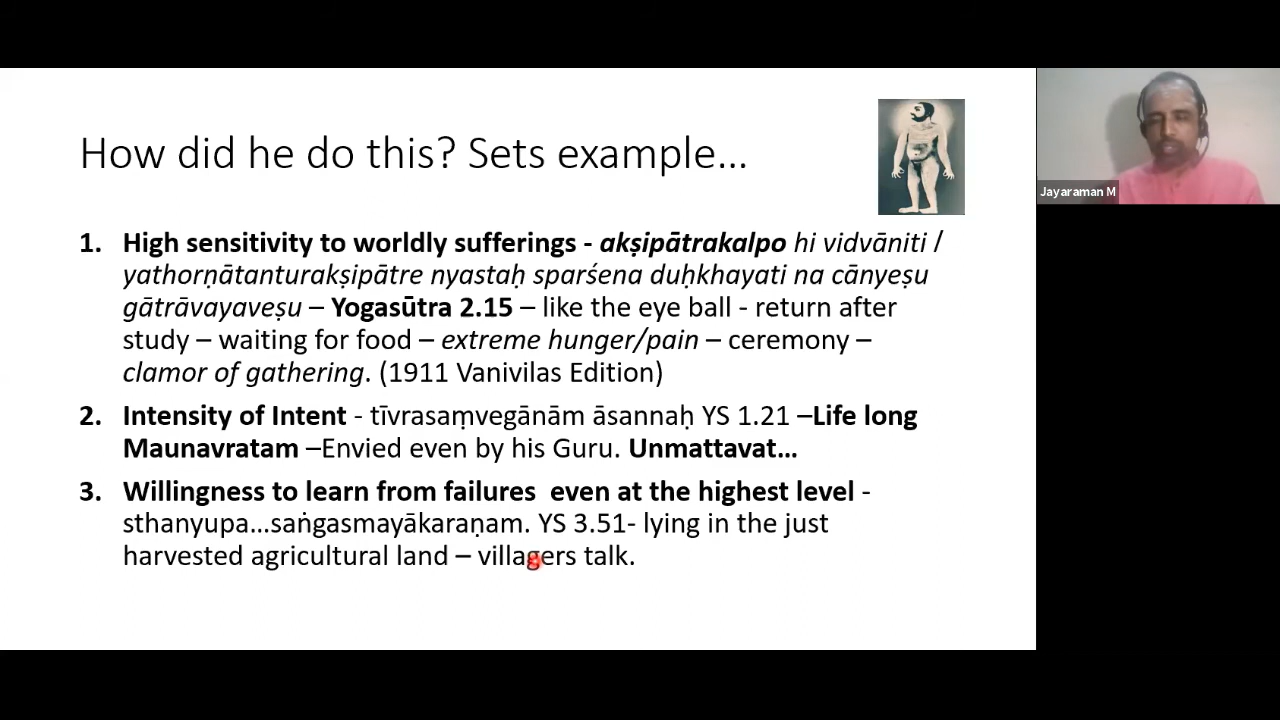 How did he do this? Sets example…
1. High sensitivity to worldly sufferings - akṣipātrakalpo hi vidvāniti /
yathorṇātanturakṣipātre nyastaḥ sparśena duḥkhayati na cānyeṣu
gātrāvayaveṣu – Yogasūtra 2.15 – like the eye ball - return after
study – waiting for food – extreme hunger/pain – ceremony –
clamor of gathering. (1911 Vanivilas Edition)
2. Intensity of Intent - tīvrasaṃvegānām āsannaḥ YS 1.21 –Life long
Maunavratam –Envied even by his Guru. Unmattavat…
3. Willingness to learn from failures  even at the highest level -
sthanyupa…saṅgasmayākaraṇam. YS 3.51- lying in the just
harvested agricultural land – villagers talk.
Jayaraman M